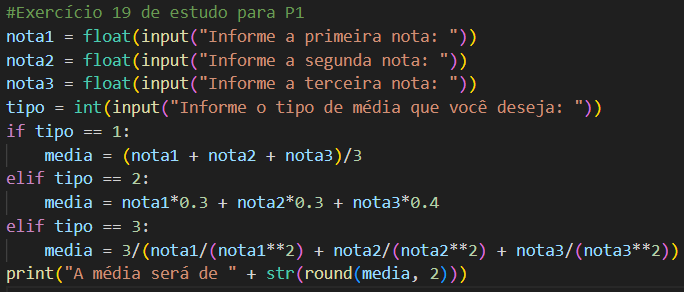 #Exercício 19 de estudo para P1
nota1 = float(input("Informe a primeira nota: "))
nota2 = float(input("Informe a segunda nota: "))
nota3 = float(input("Informe a terceira nota: "))
tipo = int(input("Informe o tipo de média que você deseja: "))
if tipo == 1:
    media = (nota1 + nota2 + nota3)/3
elif tipo == 2:
    media = nota1*0.3 + nota2*0.3 + nota3*0.4
elif tipo == 3:
    media = 3/(nota1/(nota1**2) + nota2/(nota2**2) + nota3/(nota3**2))
print("A média será de " + str(round(media, 2)))